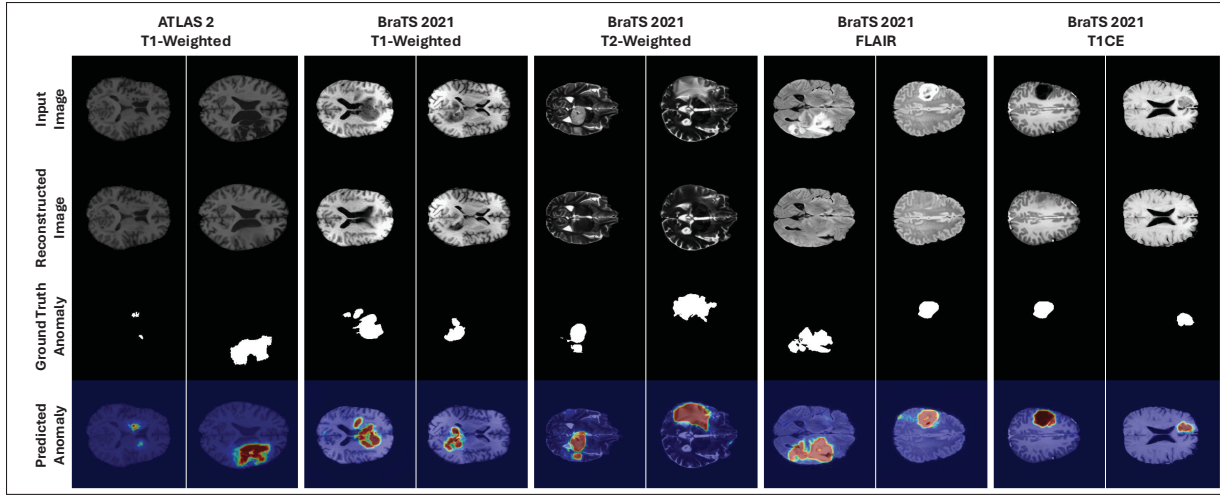 ATLAS 2
T1-Weighted
BraTS 2021
T1-Weighted
BraTS 2021
T2-Weighted
BraTS 2021
FLAIR
BraTS 2021
T1CE
Input
Image
Reconstructed
Image
Ground Truth
Anomaly
Predicted
Anomaly